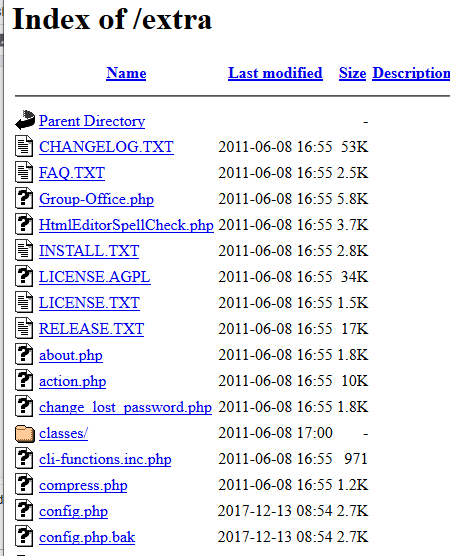 Index of /extra
Name Last modified Size Description
Parent Directory -
CHANGELOG.TXT 2011-06-08 16:55 53K
FAQ.TXT 2011-06-08 16:55 2.5K
Group-Office.php 2011-06-08 16:55 5.8K
HtmlEditorSpellCheck.php 2011-06-08 16:55 3.7K
INSTALL.TXT 2011-06-08 16:55 2.8K
LICENSE.AGPL 2011-06-08 16:55 34K
LICENSE.TXT 2011-06-08 16:55 1.5K
RELEASE.TXT 2011-06-08 16:55 17K
about.php 2011-06-08 16:55 1.8K
action.php 2011-06-08 16:55 10K
change_lost_password.php 2011-06-08 16:55 1.8K
classes/ 2011-06-08 17:00 -
cli-functions.inc.php 2011-06-08 16:55 971
compress.php 2011-06-08 16:55 1.2K
config.php 2017-12-13 08:54 2.7K
config.php.bak 2017-12-13 08:54 2.7K